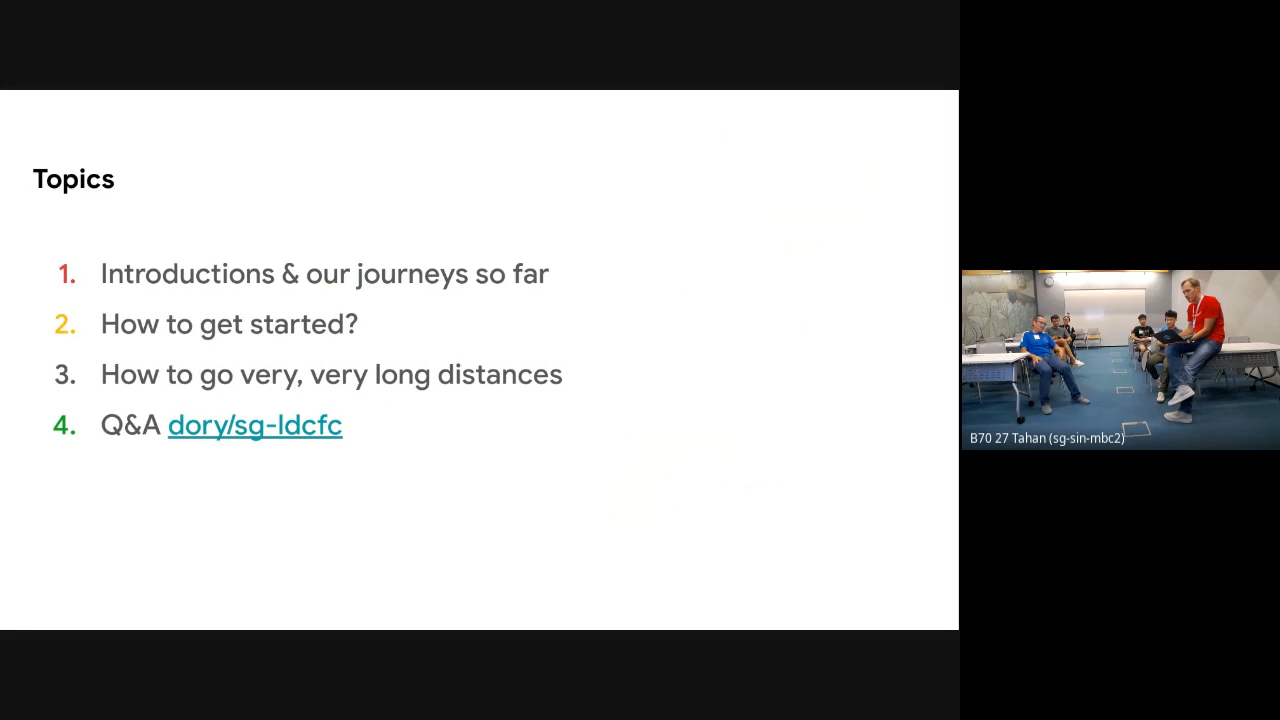 Topics
1. Introductions & our journeys so far
2. How to get started?
3. How to go very, very long distances
4. Q&A dory/sg-ldcfc
B70 27 Tahan (sg-sin-mbc2)